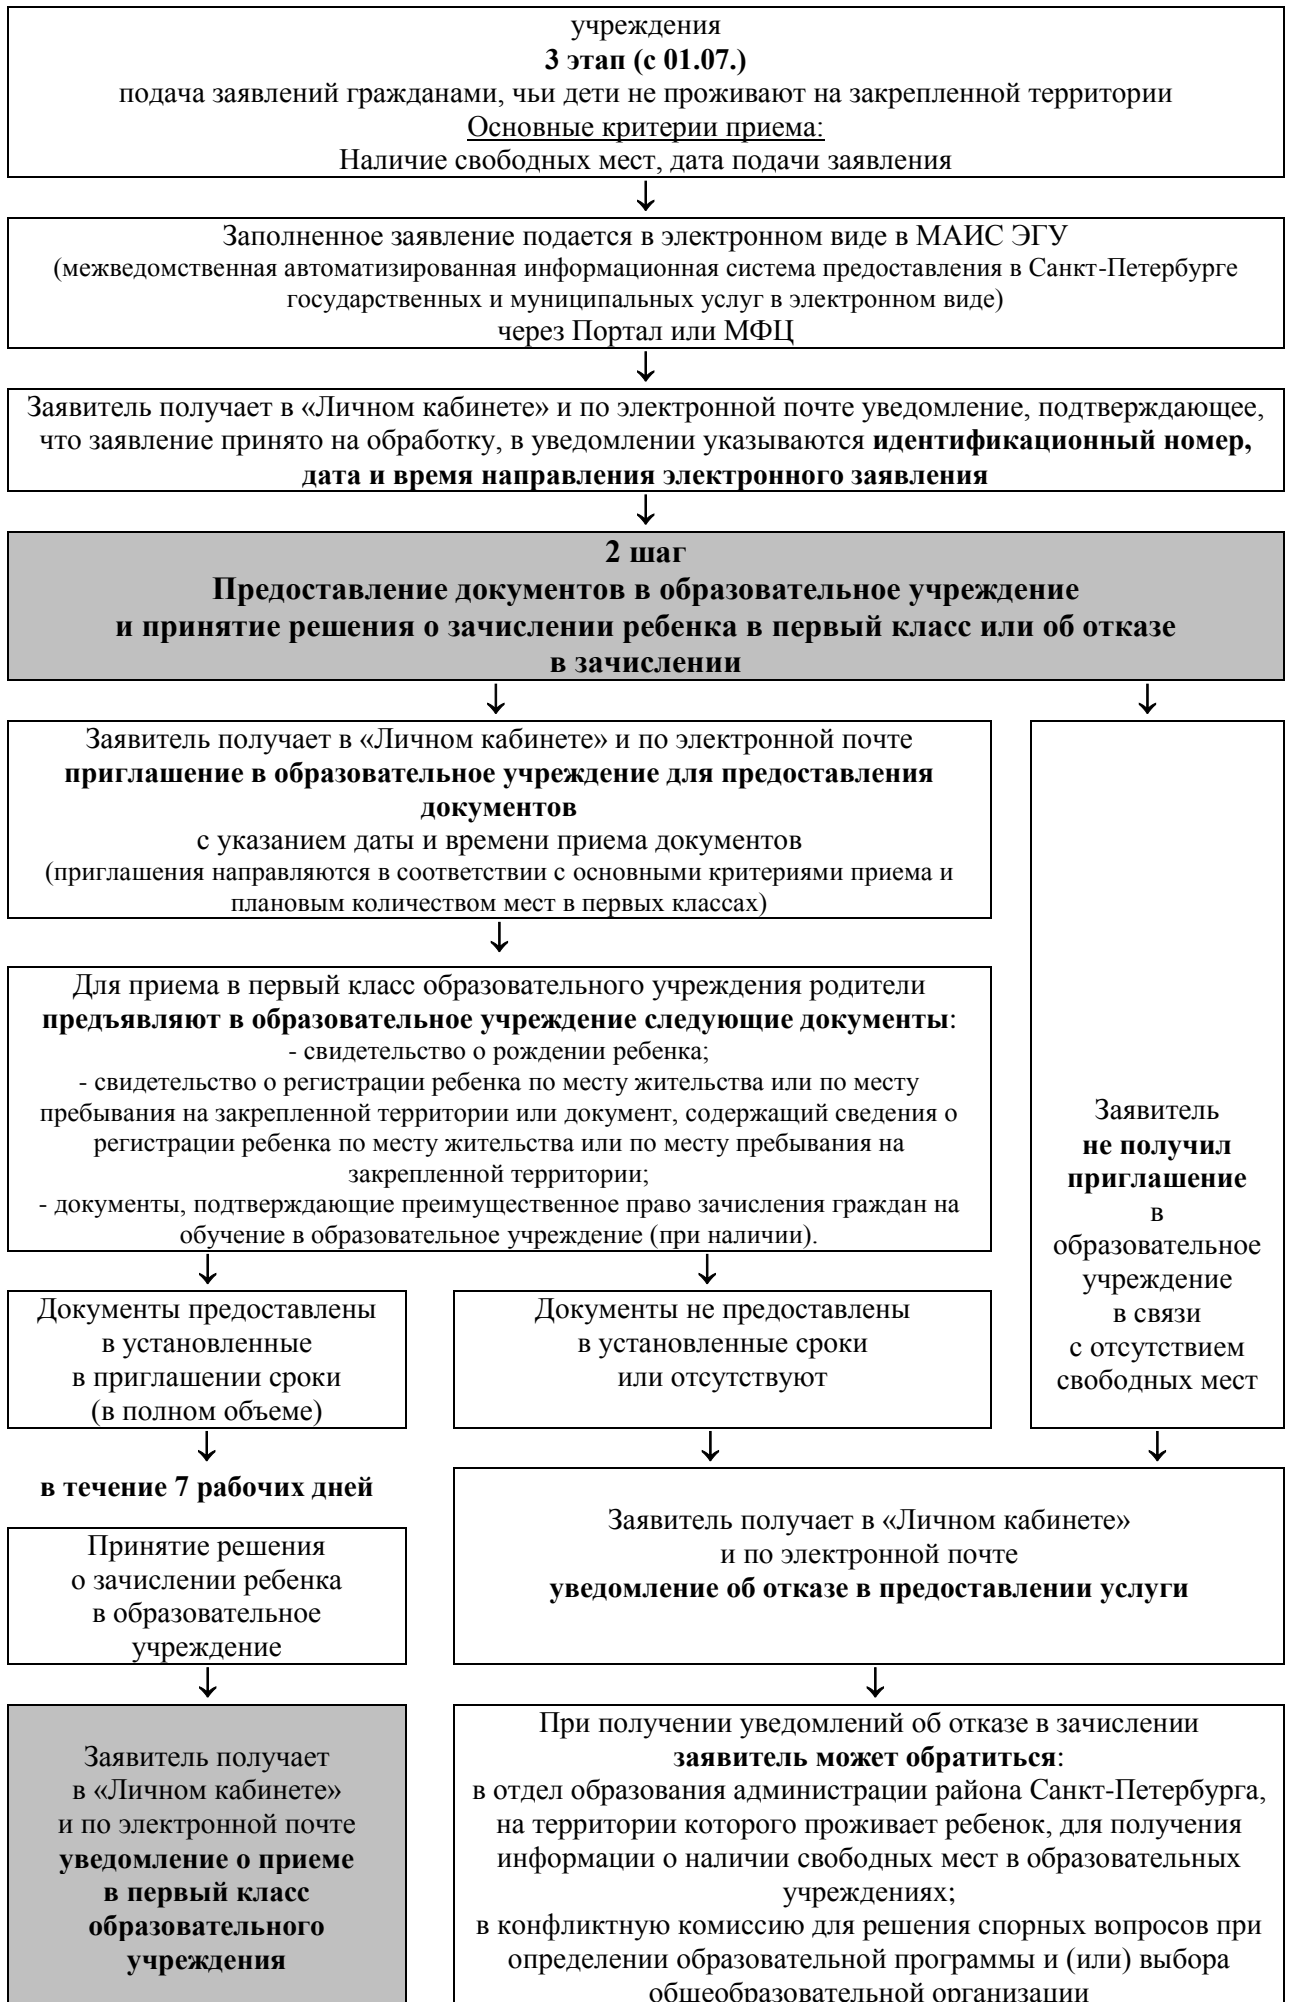 учреждения
3 этап (с 01.07.)
подача заявлений гражданами, чьи дети не проживают на закрепленной территории
Основные критерии приема:
Наличие свободных мест, дата подачи заявления
Заполненное заявление подается в электронном виде в МАИС ЭГУ
(межведомственная автоматизированная информационная система предоставления в Санкт-Петербурге
государственных и муниципальных услуг в электронном виде)
через Портал или МФЦ
Заявитель получает в «Личном кабинете» и по электронной почте уведомление, подтверждающее,
что заявление принято на обработку, в уведомлении указываются идентификационный номер,
дата и время направления электронного заявления
2 шаг
Предоставление документов в образовательное учреждение
и принятие решения о зачислении ребенка в первый класс или об отказе
в зачислении
Заявитель получает в «Личном кабинете» и по электронной почте
приглашение в образовательное учреждение для предоставления
документов
с указанием даты и времени приема документов
(приглашения направляются в соответствии с основными критериями приема и
плановым количеством мест в первых классах)
Для приема в первый класс образовательного учреждения родители
предъявляют в образовательное учреждение следующие документы:
- свидетельство о рождении ребенка;
- свидетельство о регистрации ребенка по месту жительства или по месту
пребывания на закрепленной территории или документ, содержащий сведения о
регистрации ребенка по месту жительства или по месту пребывания на
закрепленной территории;
- документы, подтверждающие преимущественное право зачисления граждан на
обучение в образовательное учреждение (при наличии).
Заявитель
не получил
приглашение
в
образовательное
учреждение
в связи
с отсутствием
свободных мест
Документы предоставлены
в установленные
в приглашении сроки
(в полном объеме)
Документы не предоставлены
в установленные сроки
или отсутствуют
в течение 7 рабочих дней
Принятие решения
о зачислении ребенка
в образовательное
учреждение
Заявитель получает в «Личном кабинете»
и по электронной почте
уведомление об отказе в предоставлении услуги
Заявитель получает
в «Личном кабинете»
и по электронной почте
уведомление о приеме
в первый класс
образовательного
учреждения
При получении уведомлений об отказе в зачислении
заявитель может обратиться:
в отдел образования администрации района Санкт-Петербурга,
на территории которого проживает ребенок, для получения
информации о наличии свободных мест в образовательных
учреждениях;
в конфликтную комиссию для решения спорных вопросов при
определении образовательной программы и (или) выбора
общеобразовательной организации